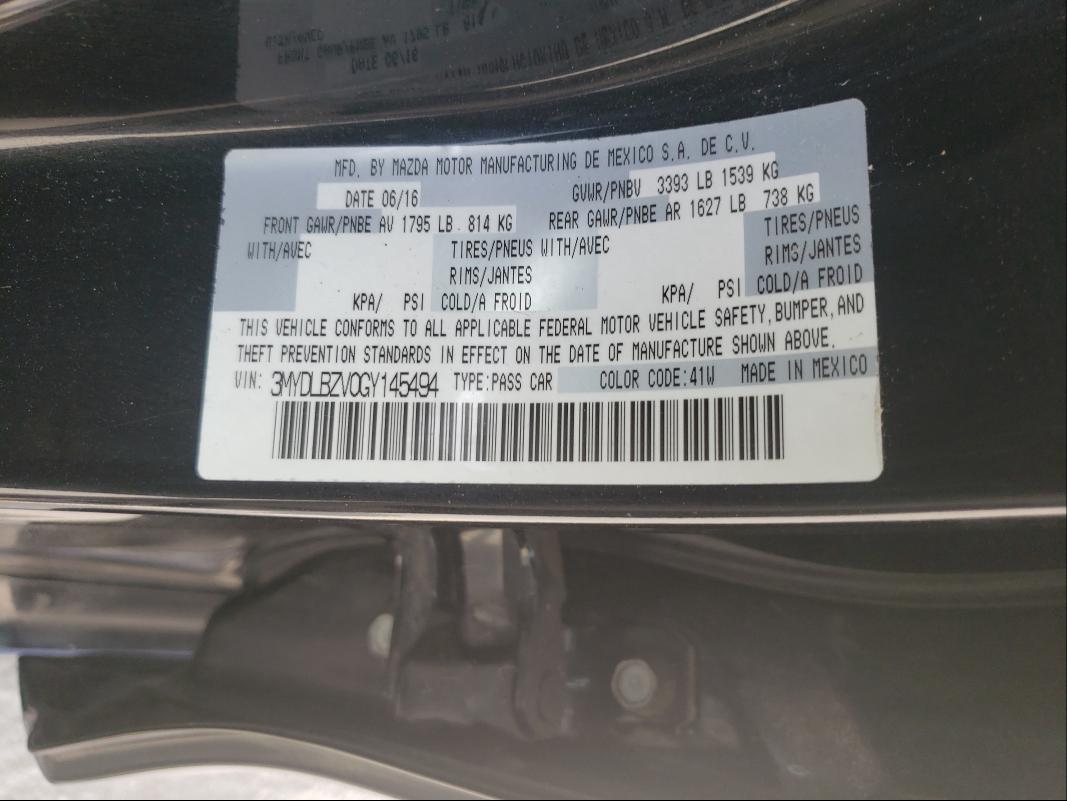 MFD. BY MAZDA MOTOR MANUFACTURING DE MEXICO S.A. DE C.V.
DATE 06/16 GVWR/PNBV 3393 LB 1539 KG
FRONT GAWR/PNBE AV 1795 LB 814 KG REAR GAWR/PNBE AR 1627 LB 738 KG
WITH/AVEC TIRES/PNEUS WITH/AVEC TIRES/PNEUS
RIMS/JANTES RIMS/JANTES
KPA/ PSI COLD/A FROID KPA/ PSI COLD/A FROID
THIS VEHICLE CONFORMS TO ALL APPLICABLE FEDERAL MOTOR VEHICLE SAFETY, BUMPER, AND
THEFT PREVENTION STANDARDS IN EFFECT ON THE DATE OF MANUFACTURE SHOWN ABOVE.
VIN: 3MYDLBZV0GY145494 TYPE:PASS CAR COLOR CODE:41W MADE IN MEXICO